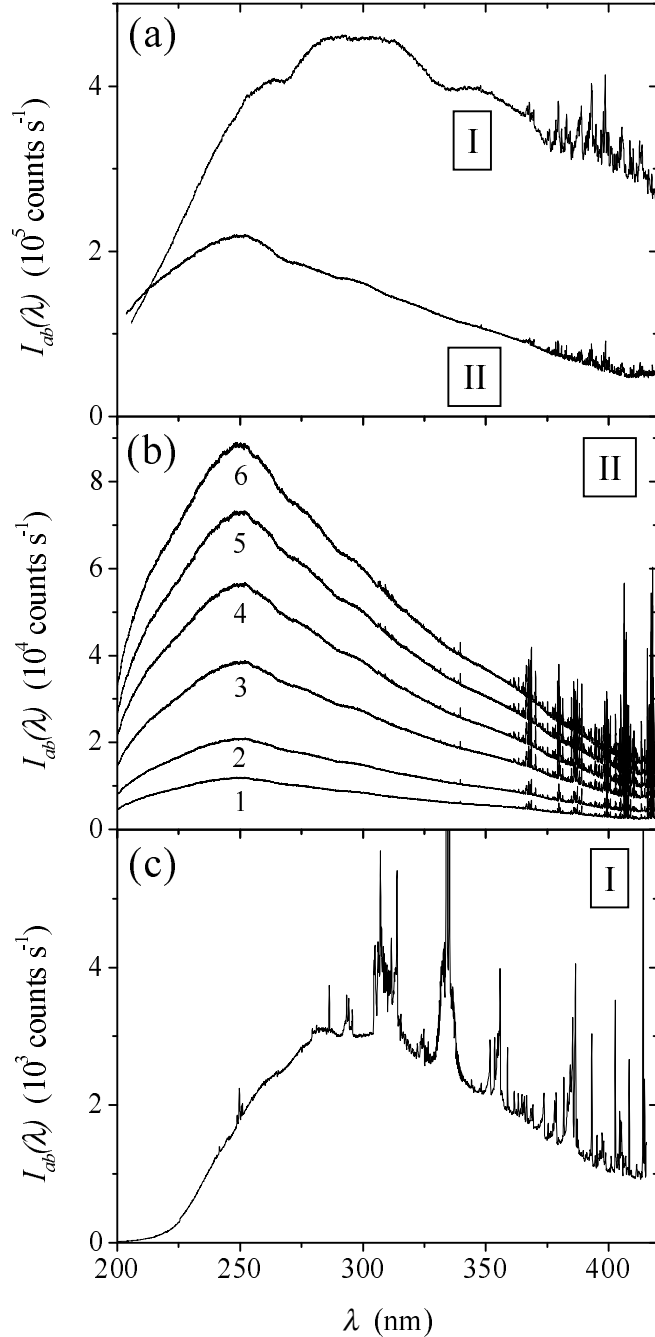 (a)
I
II
4
2
0
I_ab(λ) (10^5 counts s^-1)
(b)
II
6
5
4
3
2
1
8
6
4
2
0
I_ab(λ) (10^4 counts s^-1)
(c)
I
4
2
0
I_ab(λ) (10^3 counts s^-1)
200 250 300 350 400
λ (nm)